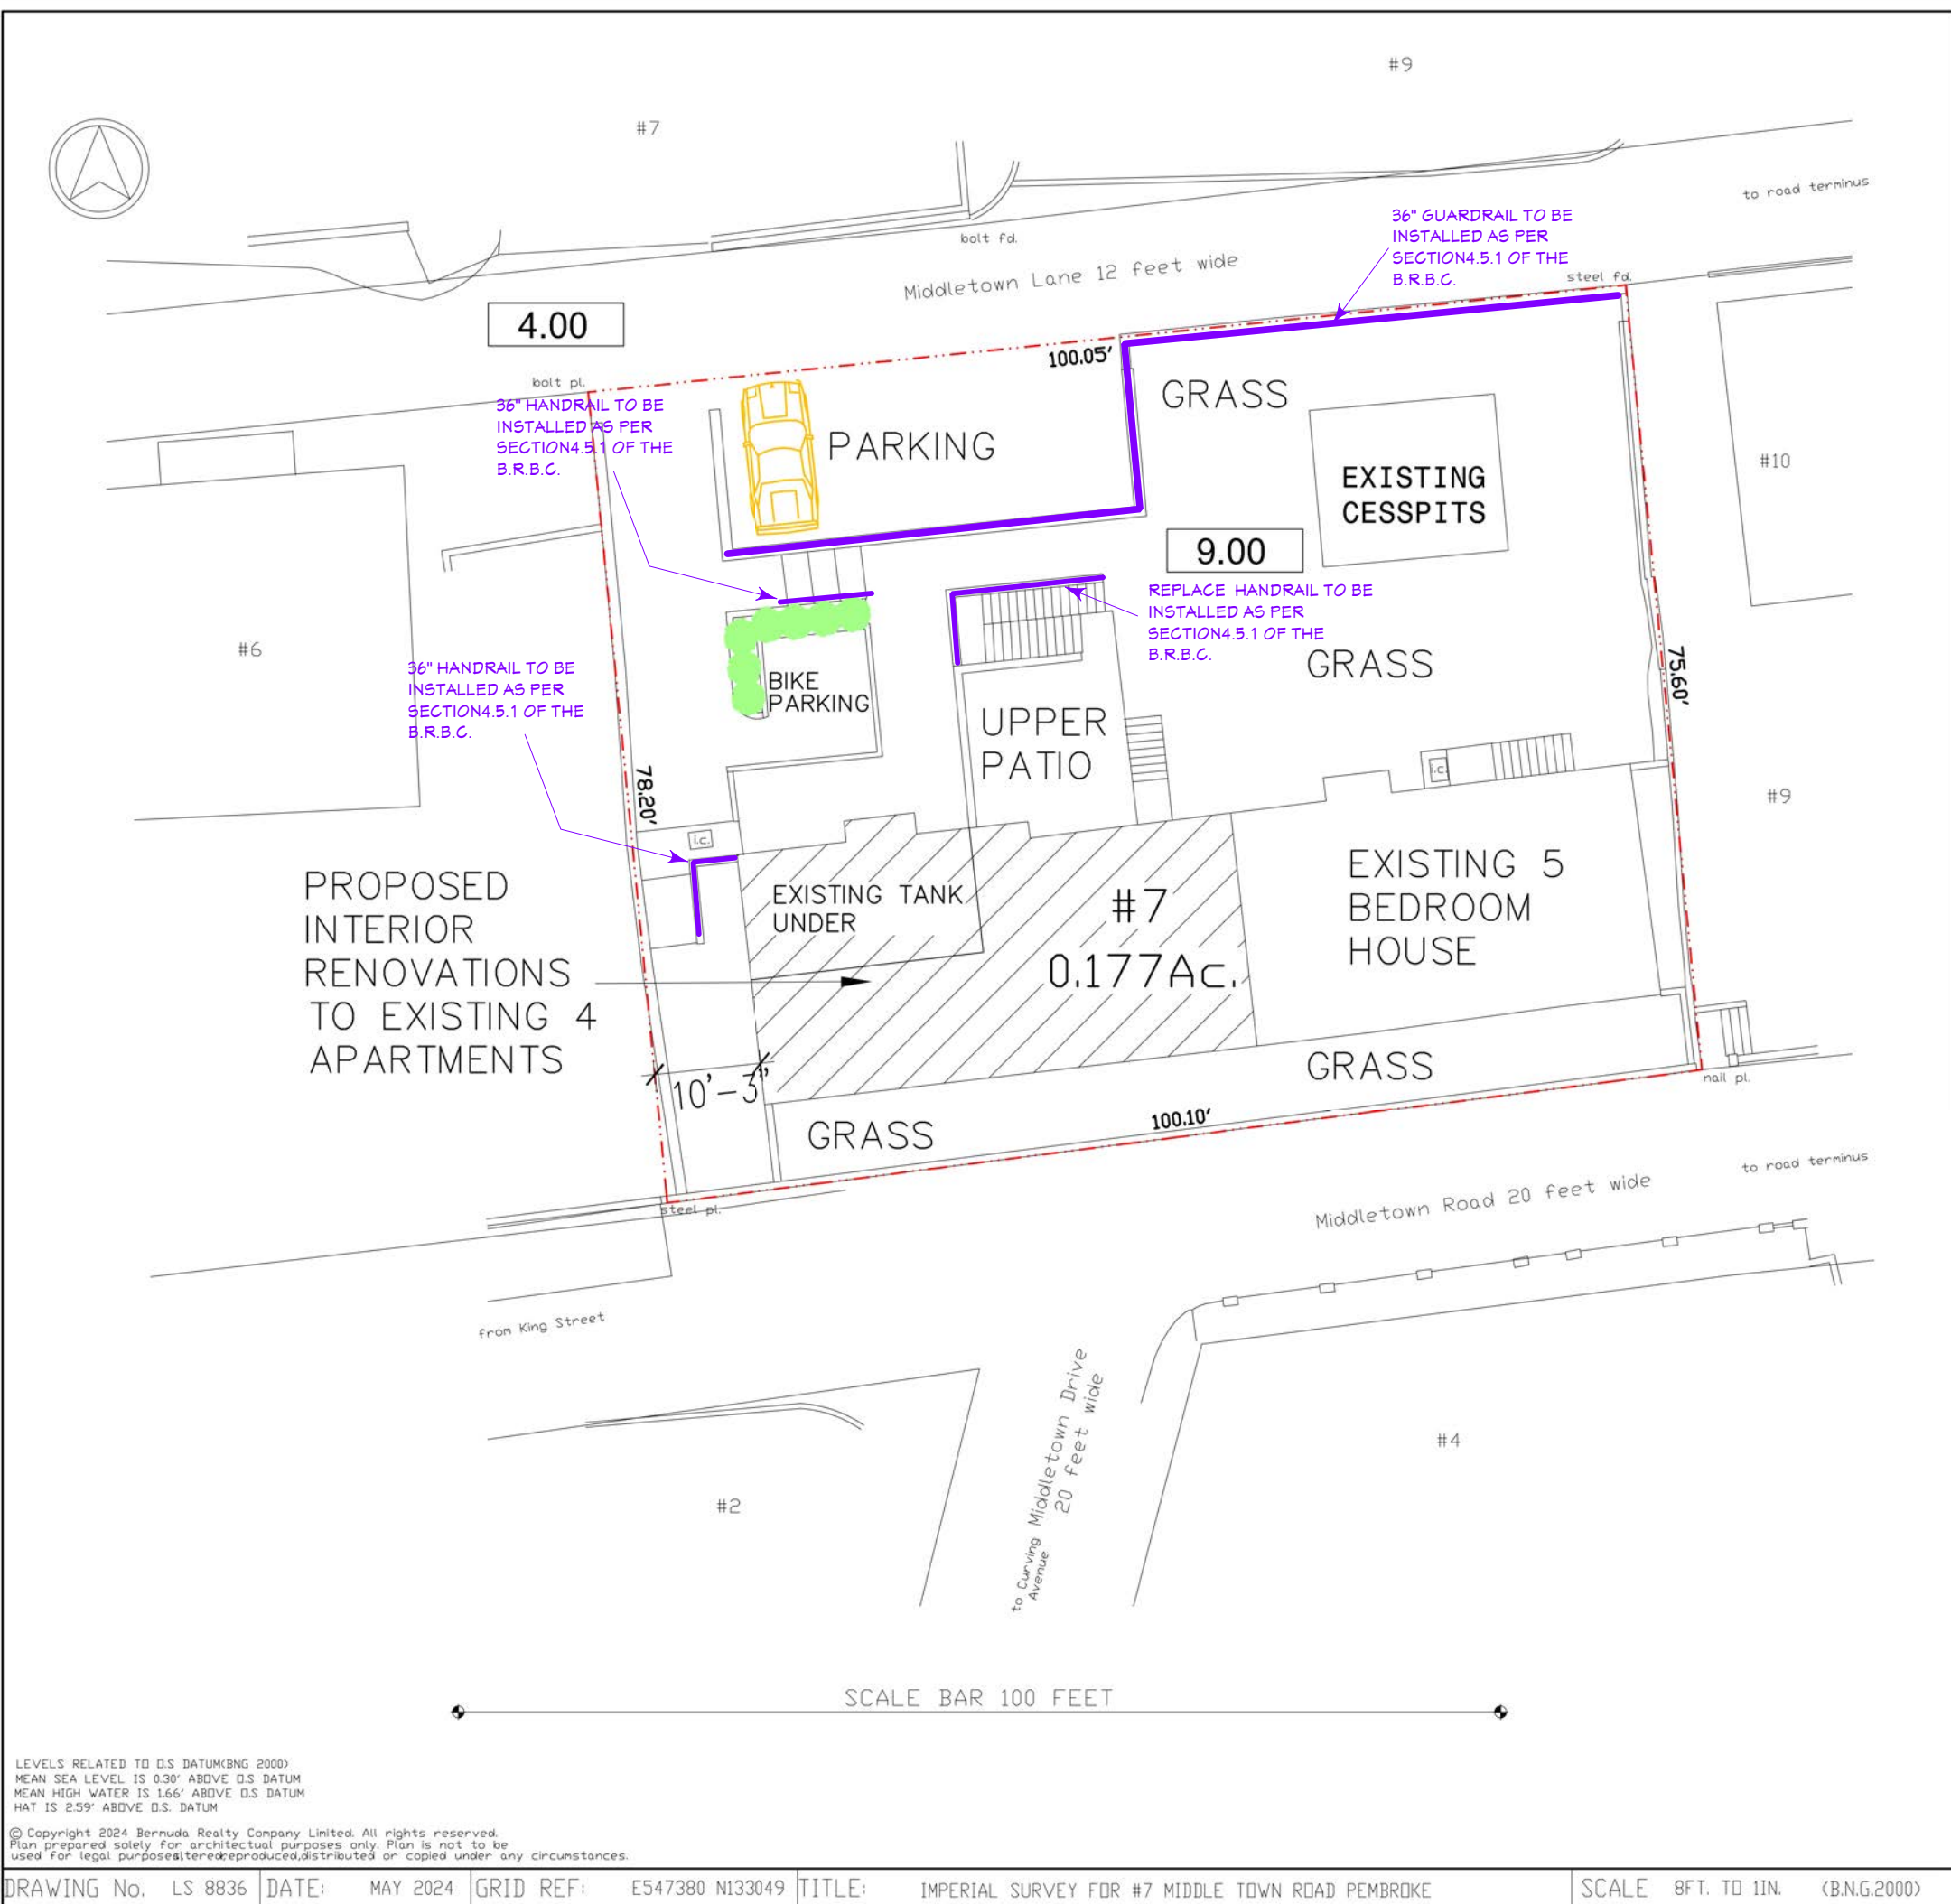 #9
#7
to road terminus
36" GUARDRAIL TO BE
INSTALLED AS PER
SECTION4.5.1 OF THE
B.R.B.C.
bolt fd.
Middletown Lane 12 feet wide
steel fd.
4.00
100.05'
bolt pl.
36" HANDRAIL TO BE
INSTALLED AS PER
SECTION4.5.1 OF THE
B.R.B.C.
PARKING
GRASS
EXISTING
CESSPITS
#10
9.00
REPLACE HANDRAIL TO BE
INSTALLED AS PER
SECTION4.5.1 OF THE
B.R.B.C.
#6
GRASS
75.60'
36" HANDRAIL TO BE
INSTALLED AS PER
SECTION4.5.1 OF THE
B.R.B.C.
BIKE
PARKING
UPPER
PATIO
i.c.
78.20'
#9
i.c.
PROPOSED
INTERIOR
RENOVATIONS
TO EXISTING 4
APARTMENTS
EXISTING TANK
UNDER
#7
0.177Ac.
EXISTING 5
BEDROOM
HOUSE
10'-3"
GRASS
GRASS
100.10'
nail pl.
steel pl.
to road terminus
Middletown Road 20 feet wide
from King Street
to Curving Middletown Drive
Avenue 20 feet wide
#4
#2
SCALE BAR 100 FEET
LEVELS RELATED TO O.S DATUM(BNG 2000)
MEAN SEA LEVEL IS 0.30' ABOVE O.S DATUM
MEAN HIGH WATER IS 1.66' ABOVE O.S DATUM
HAT IS 2.59' ABOVE O.S. DATUM
© Copyright 2024 Bermuda Realty Company Limited. All rights reserved.
Plan prepared solely for architectural purposes only. Plan is not to be
used for legal purposes,altered,reproduced,distributed or copied under any circumstances.
DRAWING No. LS 8836 DATE: MAY 2024 GRID REF: E547380 N133049 TITLE: IMPERIAL SURVEY FOR #7 MIDDLE TOWN ROAD PEMBROKE SCALE 8FT. TO 1IN. (B.N.G.2000)